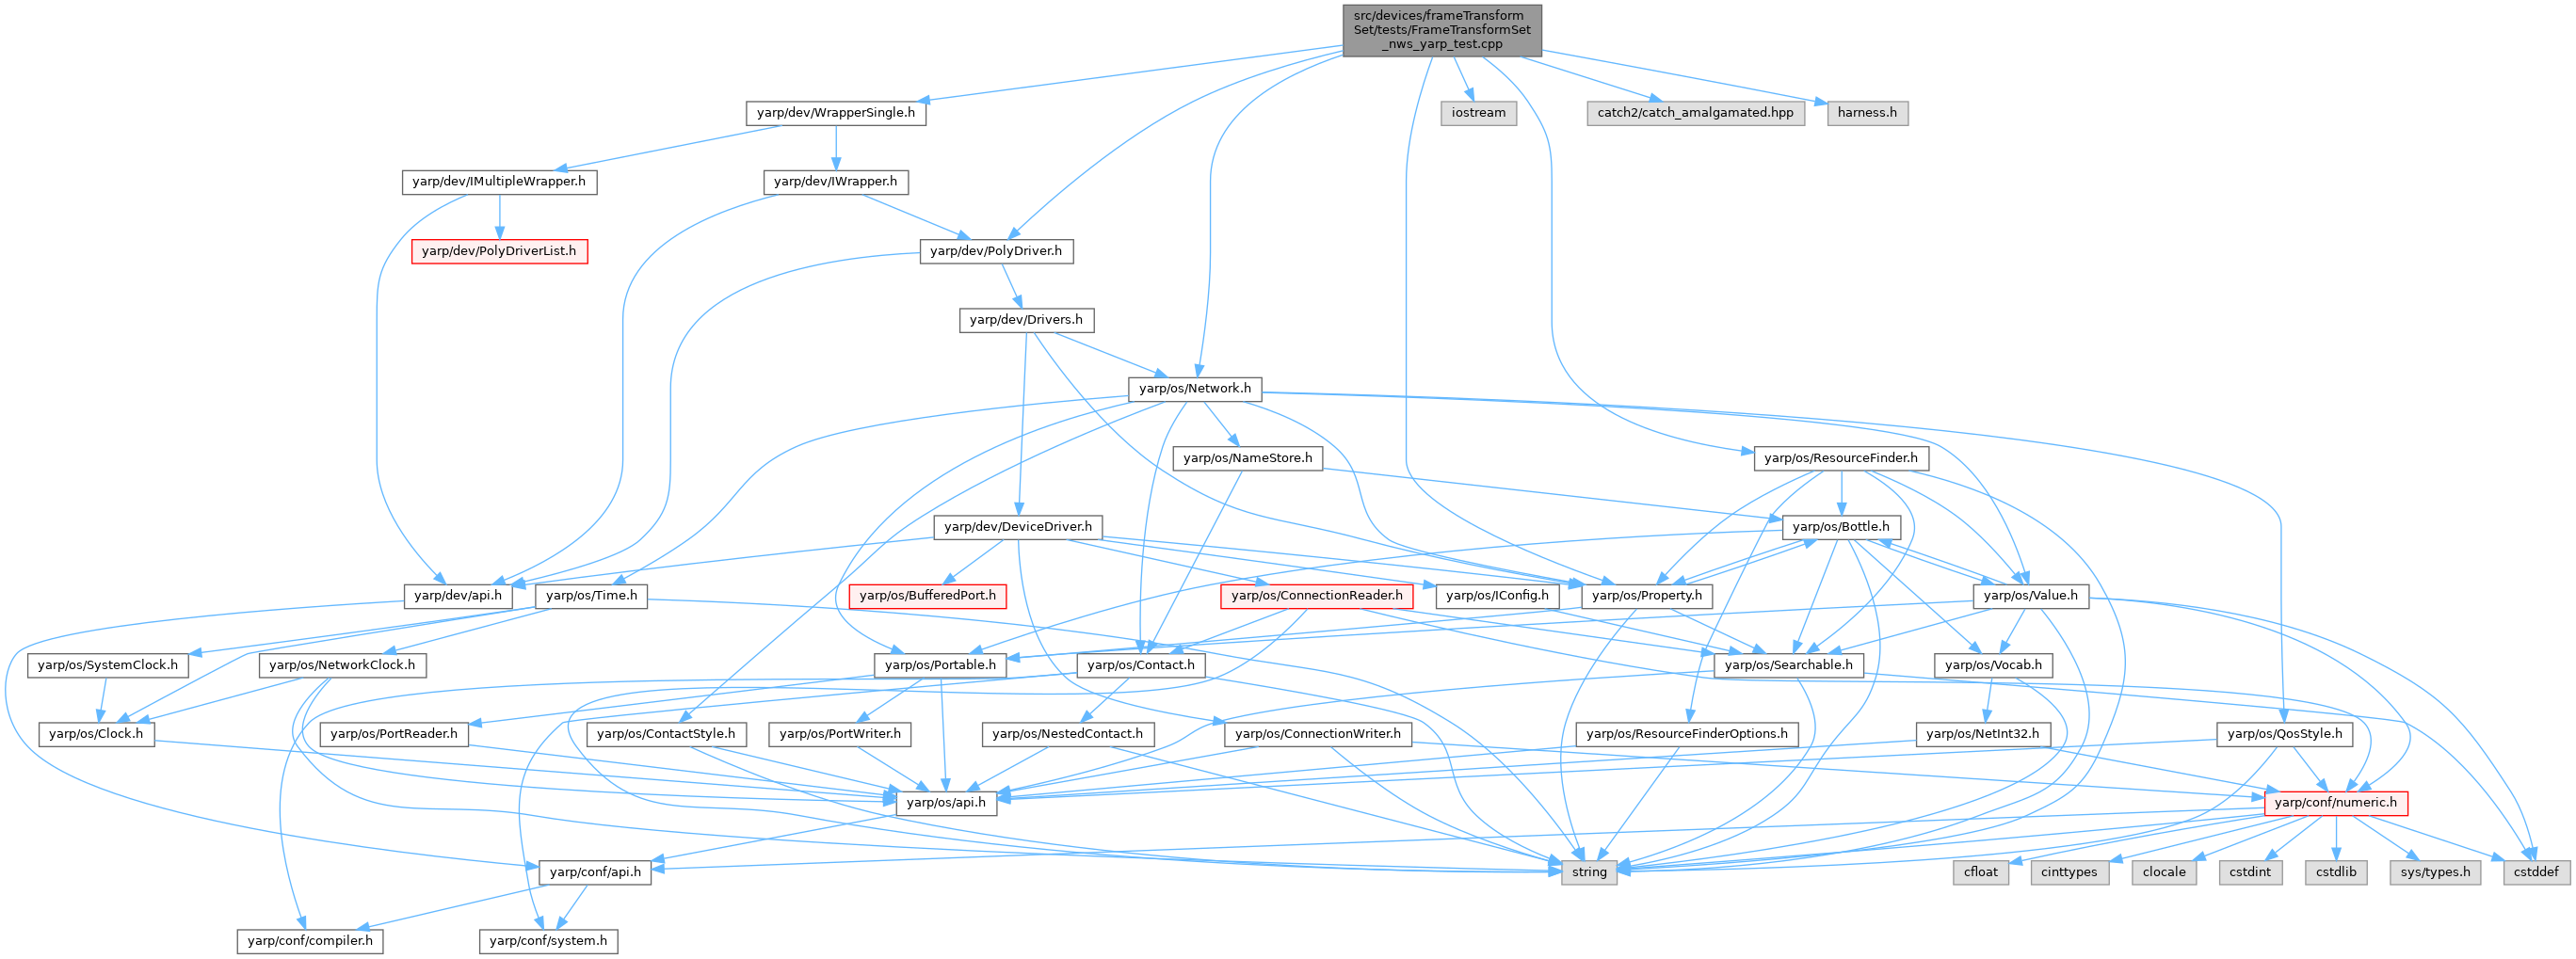 src/devices/frameTransform
Set/tests/FrameTransformSet
_nws_yarp_test.cpp
yarp/dev/WrapperSingle.h
iostream
catch2/catch_amalgamated.hpp
harness.h
yarp/dev/IMultipleWrapper.h
yarp/dev/IWrapper.h
yarp/dev/PolyDriverList.h
yarp/dev/PolyDriver.h
yarp/dev/Drivers.h
yarp/os/Network.h
yarp/os/NameStore.h
yarp/os/ResourceFinder.h
yarp/dev/DeviceDriver.h
yarp/os/Bottle.h
yarp/dev/api.h
yarp/os/Time.h
yarp/os/BufferedPort.h
yarp/os/ConnectionReader.h
yarp/os/IConfig.h
yarp/os/Property.h
yarp/os/Value.h
yarp/os/SystemClock.h
yarp/os/NetworkClock.h
yarp/os/Portable.h
yarp/os/Contact.h
yarp/os/Searchable.h
yarp/os/Vocab.h
yarp/os/Clock.h
yarp/os/PortReader.h
yarp/os/ContactStyle.h
yarp/os/PortWriter.h
yarp/os/NestedContact.h
yarp/os/ConnectionWriter.h
yarp/os/ResourceFinderOptions.h
yarp/os/NetInt32.h
yarp/os/QosStyle.h
yarp/os/api.h
yarp/conf/numeric.h
yarp/conf/api.h
string
cfloat
cinttypes
clocale
cstdint
cstdlib
sys/types.h
cstddef
yarp/conf/compiler.h
yarp/conf/system.h